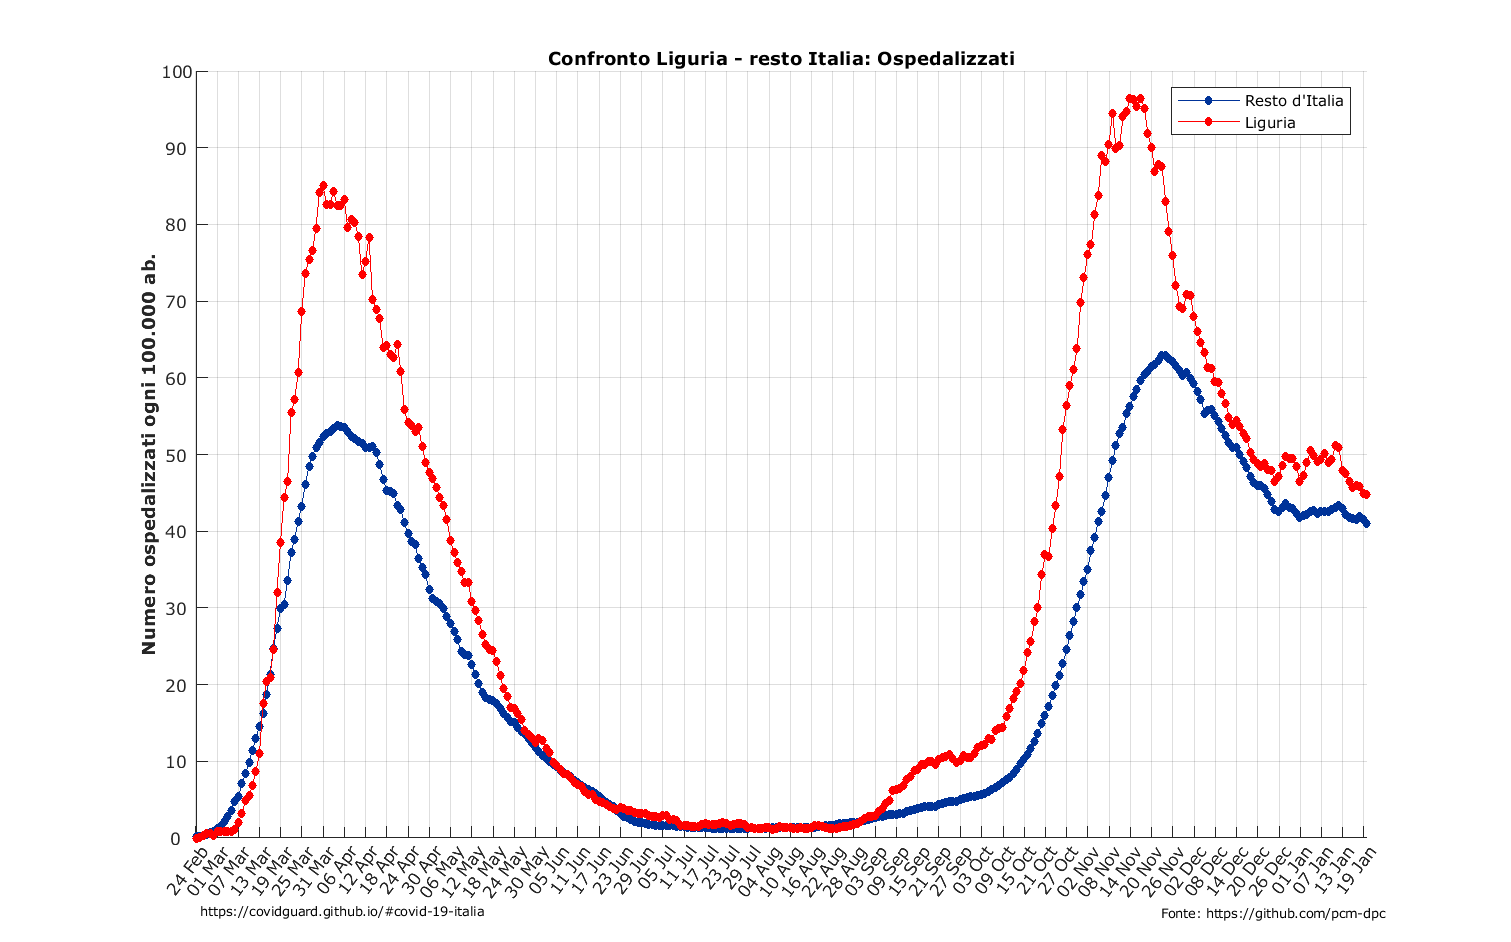 Confronto Liguria - resto Italia: Ospedalizzati
Resto d'Italia
Liguria
Numero ospedalizzati ogni 100.000 ab.
100
90
80
70
60
50
40
30
20
10
0
24 Feb
01 Mar
07 Mar
13 Mar
19 Mar
25 Mar
31 Mar
06 Apr
12 Apr
18 Apr
24 Apr
30 Apr
06 May
12 May
18 May
24 May
30 May
05 Jun
11 Jun
17 Jun
23 Jun
29 Jun
05 Jul
11 Jul
17 Jul
23 Jul
29 Jul
04 Aug
10 Aug
16 Aug
22 Aug
28 Aug
03 Sep
09 Sep
15 Sep
21 Sep
27 Sep
03 Oct
09 Oct
15 Oct
21 Oct
27 Oct
02 Nov
08 Nov
14 Nov
20 Nov
26 Nov
02 Dec
08 Dec
14 Dec
20 Dec
26 Dec
01 Jan
07 Jan
13 Jan
19 Jan
https://covidguard.github.io/#covid-19-italia
Fonte: https://github.com/pcm-dpc